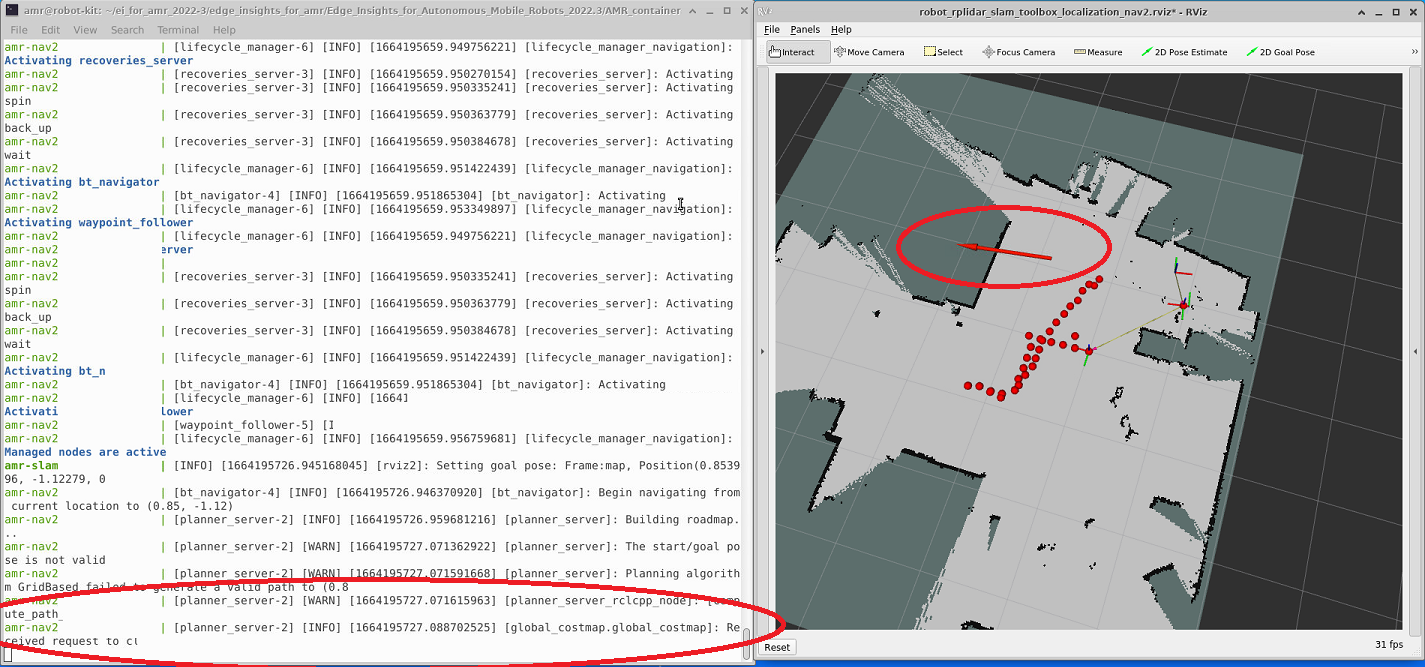 amr@robot-kit: ~/ei_for_amr_2022-3/edge_insights_for_amr/Edge_Insights_for_Autonomous_Mobile_Robots_2022.3/AMR_container
File Edit View Search Terminal Help
amr-nav2 | [lifecycle_manager-6] [INFO] [1664195659.949756221] [lifecycle_manager_navigation]:
Activating recoveries_server
amr-nav2 | [recoveries_server-3] [INFO] [1664195659.950270154] [recoveries_server]: Activating
amr-nav2 | [recoveries_server-3] [INFO] [1664195659.950335241] [recoveries_server]: Activating
spin
amr-nav2 | [recoveries_server-3] [INFO] [1664195659.950363779] [recoveries_server]: Activating
back_up
amr-nav2 | [recoveries_server-3] [INFO] [1664195659.950384678] [recoveries_server]: Activating
wait
amr-nav2 | [lifecycle_manager-6] [INFO] [1664195659.951422439] [lifecycle_manager_navigation]:
Activating bt_navigator
amr-nav2 | [bt_navigator-4] [INFO] [1664195659.951865304] [bt_navigator]: Activating
amr-nav2 | [lifecycle_manager-6] [INFO] [1664195659.953349897] [lifecycle_manager_navigation]:
Activating waypoint_follower
amr-nav2 | [lifecycle_manager-6] [INFO] [1664195659.949756221] [lifecycle_manager_navigation]:
amr-nav2 erver
amr-nav2 |
amr-nav2 | [recoveries_server-3] [INFO] [1664195659.950335241] [recoveries_server]: Activating
spin
amr-nav2 | [recoveries_server-3] [INFO] [1664195659.950363779] [recoveries_server]: Activating
back_up
amr-nav2 | [recoveries_server-3] [INFO] [1664195659.950384678] [recoveries_server]: Activating
wait
amr-nav2 | [lifecycle_manager-6] [INFO] [1664195659.951422439] [lifecycle_manager_navigation]:
Activating bt_n
amr-nav2 | [bt_navigator-4] [INFO] [1664195659.951865304] [bt_navigator]: Activating
amr-nav2 | [lifecycle_manager-6] [INFO] [1664]
Activati lower
amr-nav2 | [waypoint_follower-5] [I
amr-nav2 | [lifecycle_manager-6] [INFO] [1664195659.956759681] [lifecycle_manager_navigation]:
Managed nodes are active
amr-slam | [INFO] [1664195726.945168045] [rviz2]: Setting goal pose: Frame:map, Position(0.8539
96, -1.12279, 0
amr-nav2 | [bt_navigator-4] [INFO] [1664195726.946370920] [bt_navigator]: Begin navigating from
current location to (0.85, -1.12)
amr-nav2 | [planner_server-2] [INFO] [1664195726.959681216] [planner_server]: Building roadmap.
..
amr-nav2 | [planner_server-2] [WARN] [1664195727.071362922] [planner_server]: The start/goal po
se is not valid
amr-nav2 | [planner_server-2] [WARN] [1664195727.071591668] [planner_server]: Planning algorith
m GridBased failed to generate a valid path to (0.8
amr-nav2 | [planner_server-2] [WARN] [1664195727.071615963] [planner_server_rclcpp_node]: [comp
ute_path_
amr-nav2 | [planner_server-2] [INFO] [1664195727.088702525] [global_costmap.global_costmap]: Re
ceived request to cl
robot_rplidar_slam_toolbox_localization_nav2.rviz* - RViz
File Panels Help
Interact Move Camera Select Focus Camera Measure 2D Pose Estimate 2D Goal Pose
Reset
31 fps